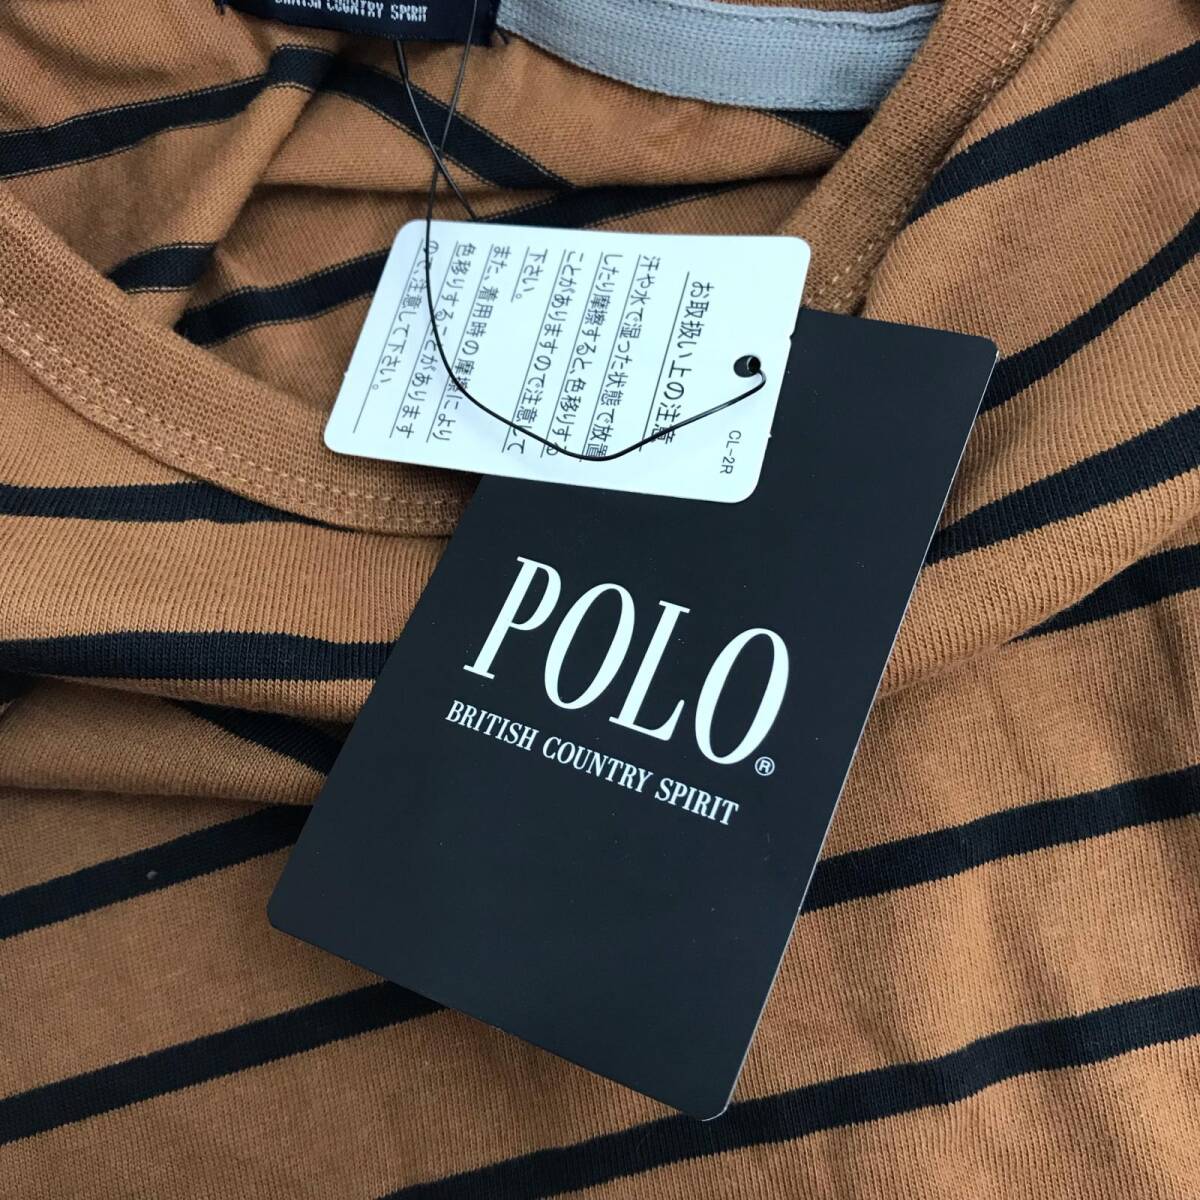 BRITISH COUNTRY SPIRIT
お取扱い上の注意
汗や水で湿った状態で放置
したり摩擦すると、色移りする
ことがありますので注意して
下さい。
また、着用時の摩擦により
色移りすることがあります
ので、注意して下さい。
CL-2R
POLO®
BRITISH COUNTRY SPIRIT